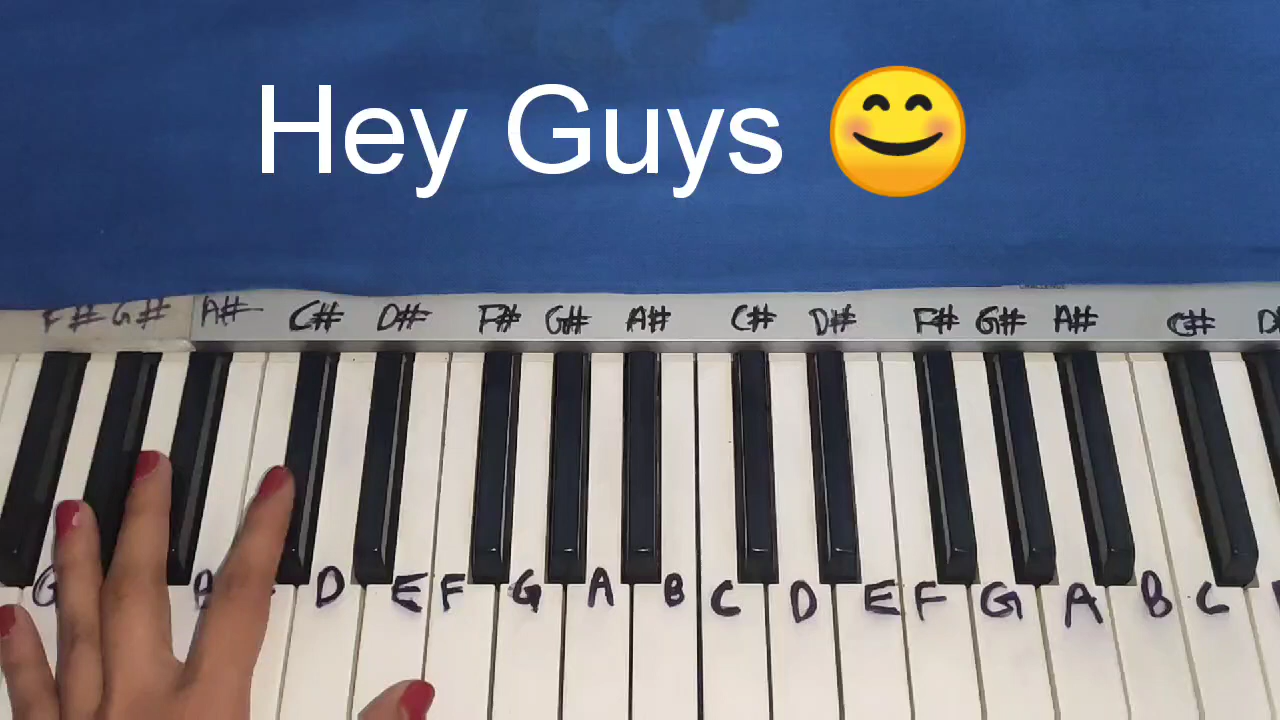 Hey Guys 😊
F# G# A# C# D# F# G# A# C# D# F# G# A# C# D
G B D E F G A B C D E F G A B C